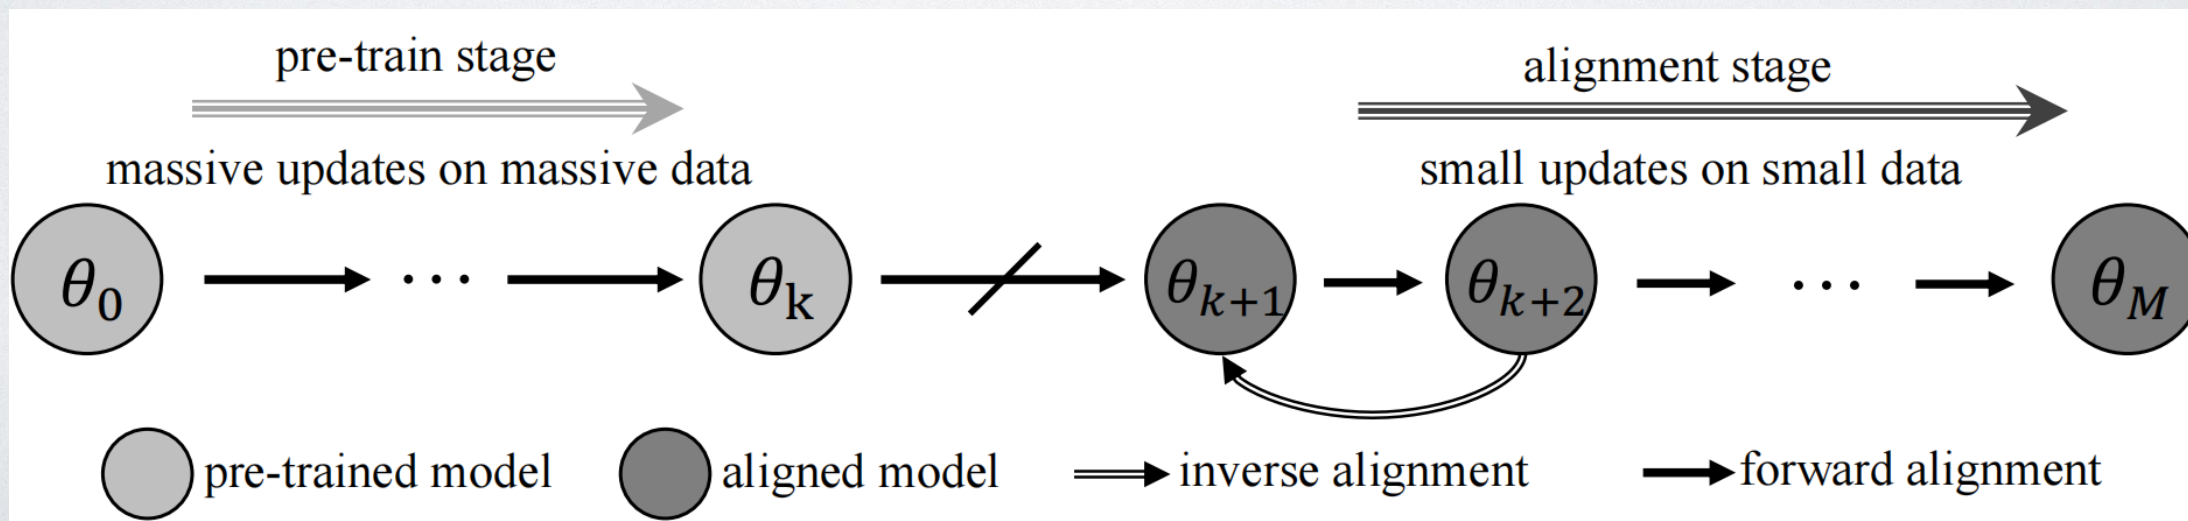 pre-train stage
alignment stage
massive updates on massive data
small updates on small data
θ₀ ··· θₖ θₖ₊₁ θₖ₊₂ ··· θ_M
pre-trained model aligned model inverse alignment forward alignment